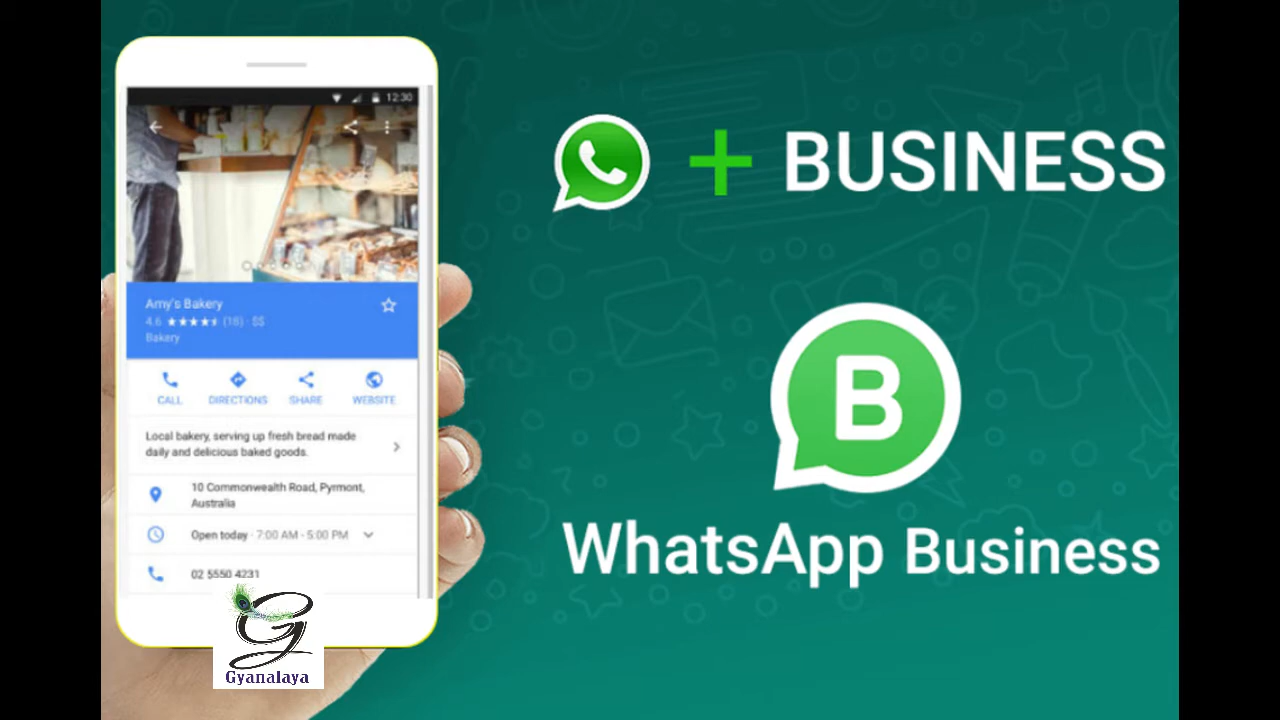 12:30
Amy's Bakery
4.6 ★★★★★ (18) · $$
Bakery
CALL DIRECTIONS SHARE WEBSITE
Local bakery, serving up fresh bread made
daily and delicious baked goods.
10 Commonwealth Road, Pyrmont,
Australia
Open today · 7:00 AM - 5:00 PM
02 5550 4231
Gyanalaya
+ BUSINESS
B
WhatsApp Business